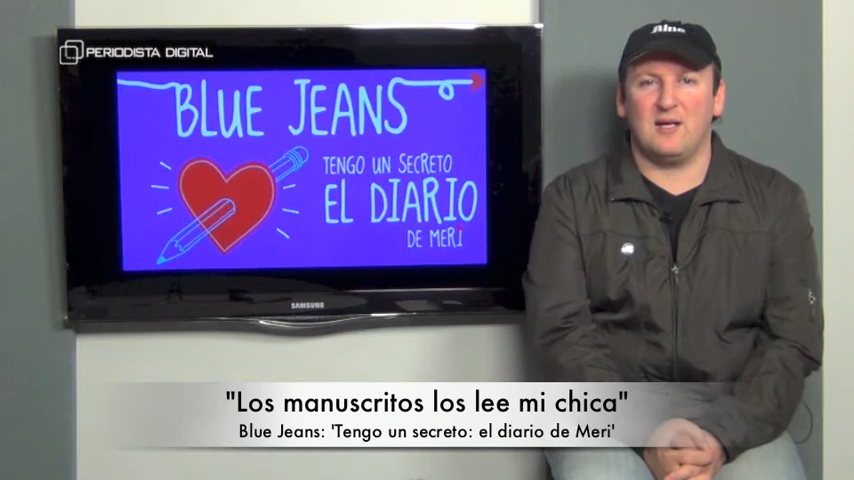 PERIODISTA DIGITAL
BLUE JEANS
TENGO UN SECRETO
EL DIARIO
DE MERI
SAMSUNG
"Los manuscritos los lee mi chica"
Blue Jeans: 'Tengo un secreto: el diario de Meri'